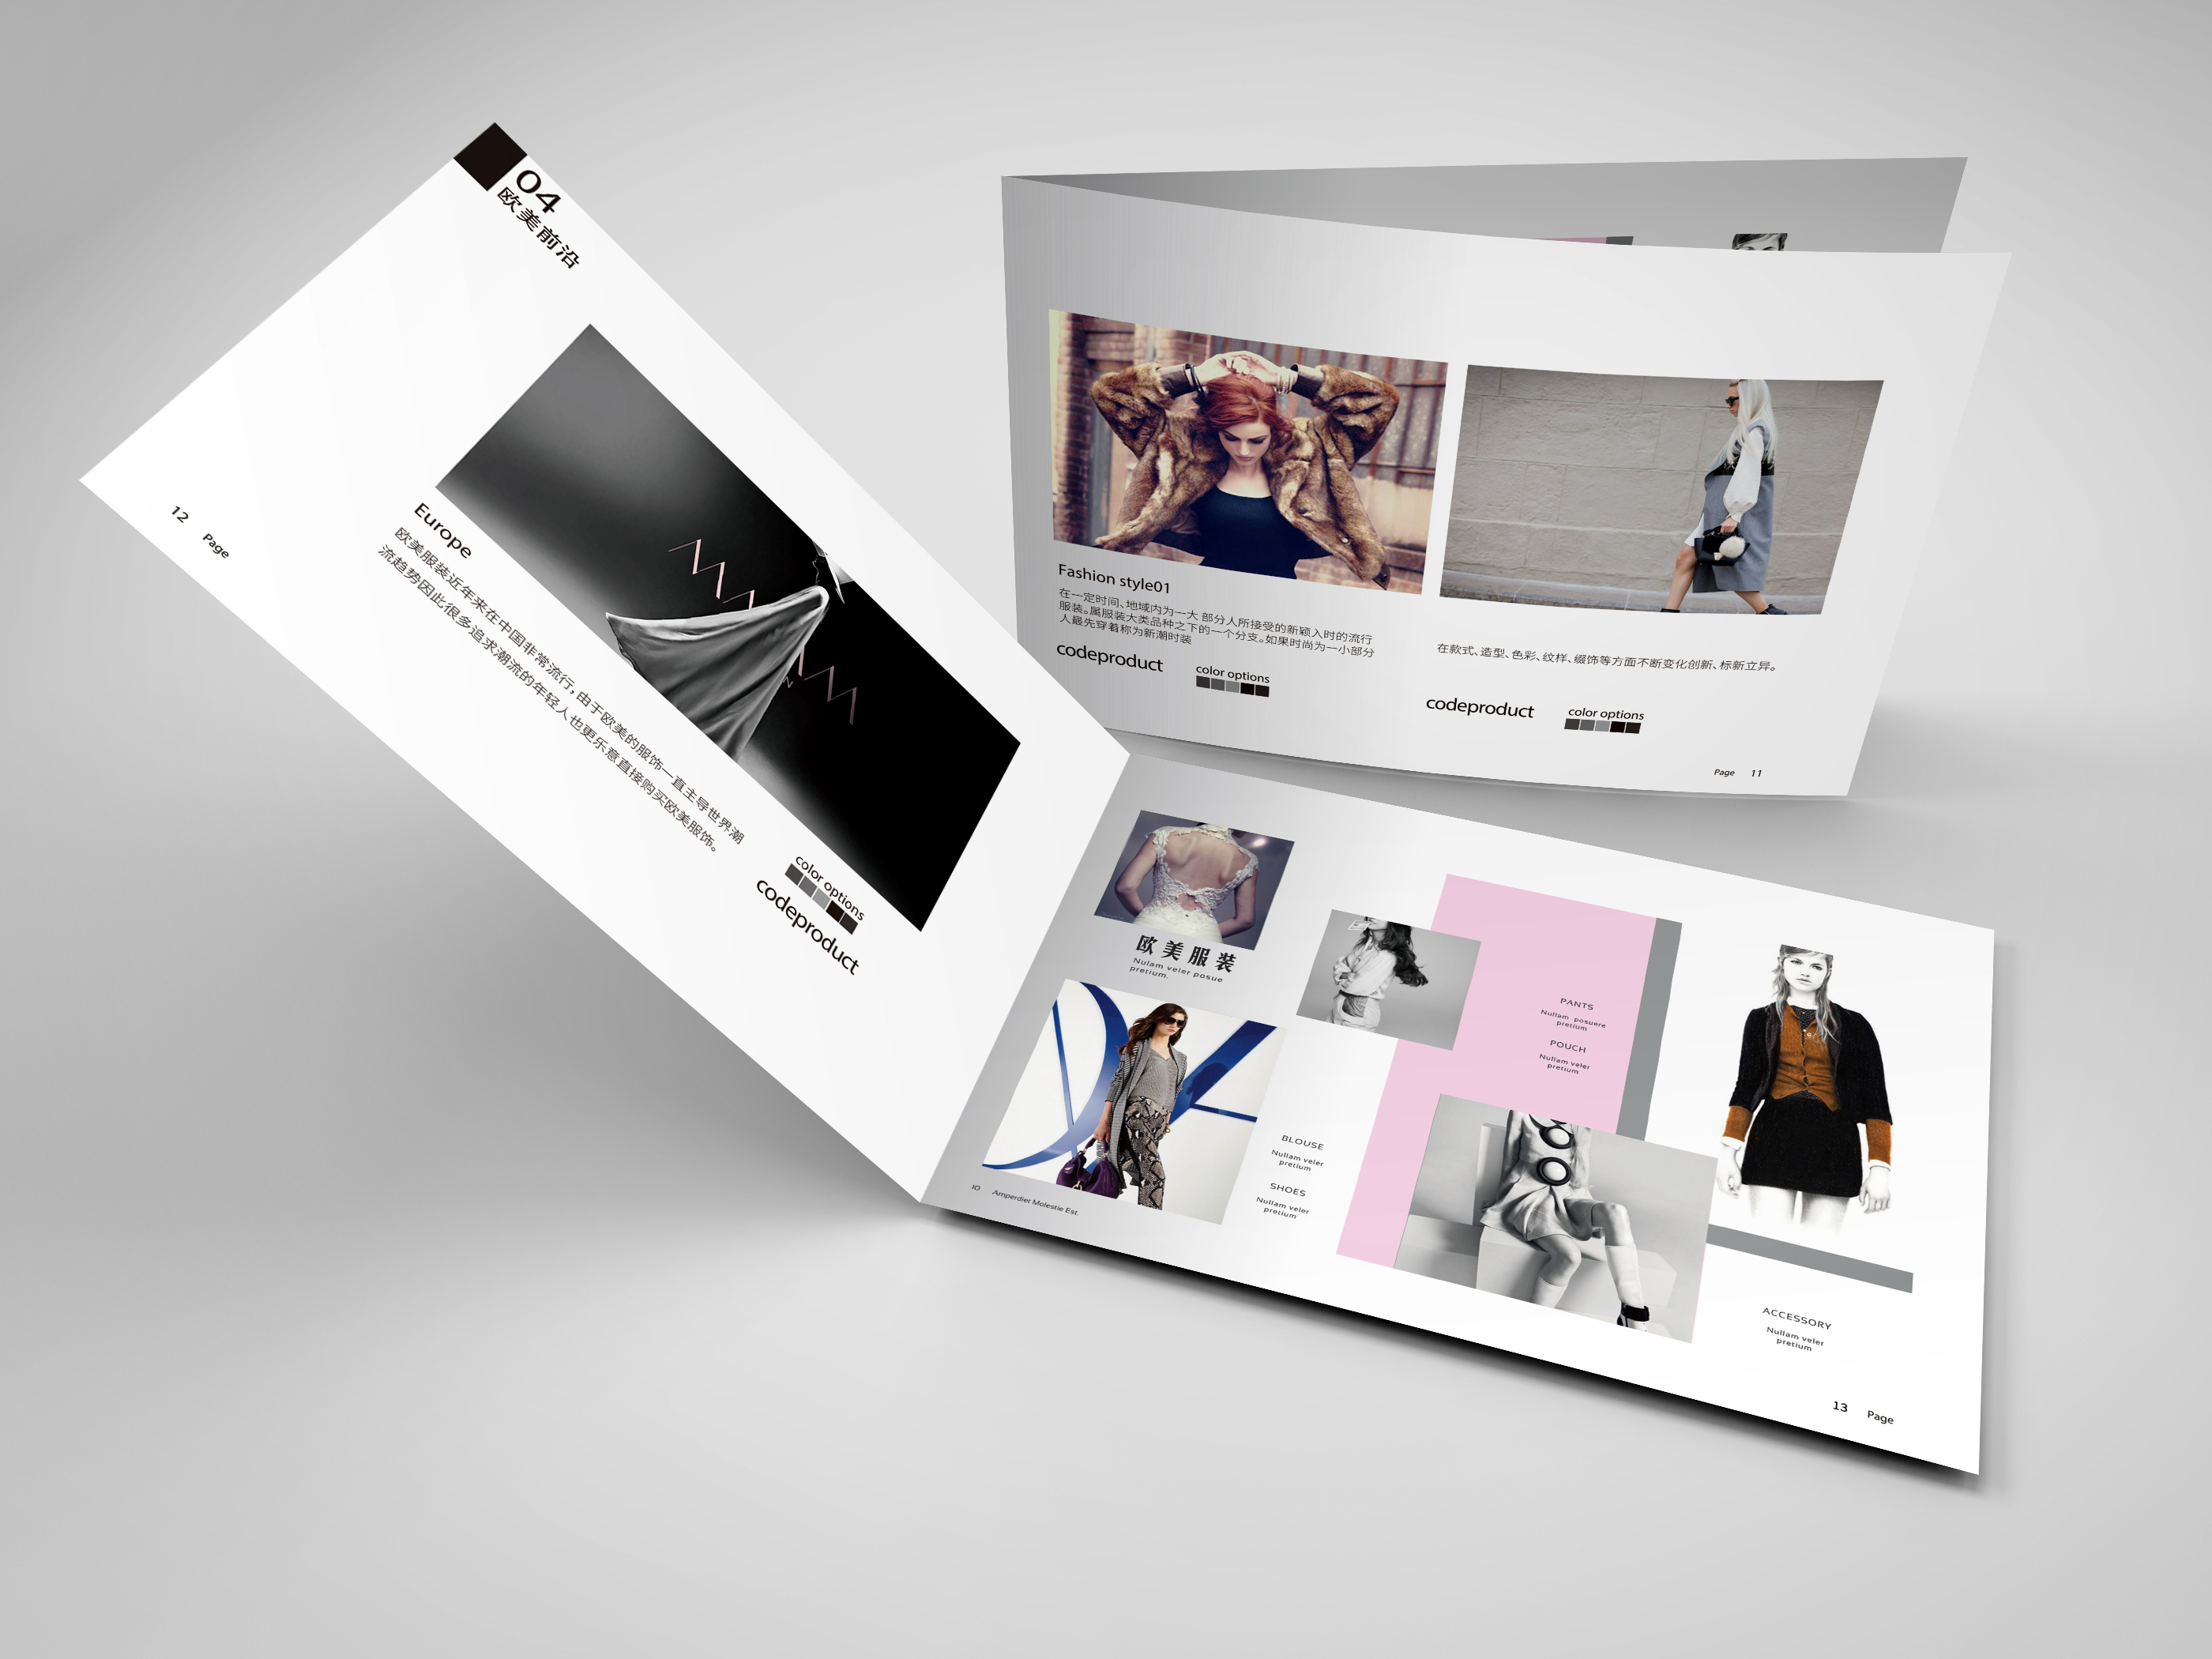 04
欧美前沿
Europe
欧美服装近年来在中国非常流行,由于欧美的服饰一直主导世界潮
流趋势因此很多追求潮流的年轻人也更乐意直接购买欧美服饰。
color options
codeproduct
12 Page
Fashion style01
在一定时间、地域内为一大 部分人所接受的新颖入时的流行
服装。属服装大类品种之下的一个分支。如果时尚为一小部分
人最先穿着称为新潮时装
codeproduct
color options
在款式、造型、色彩、纹样、缀饰等方面不断变化创新、标新立异。
codeproduct
color options
Page 11
欧美服装
Nulam veler posue
pretium.
PANTS
Nullam posuere
pretium
POUCH
Nullam veler
pretium
BLOUSE
Nullam veler
pretium
SHOES
Nullam veler
pretium
10 Amperdiet Molestie Est.
ACCESSORY
Nullam veler
pretium
13 Page